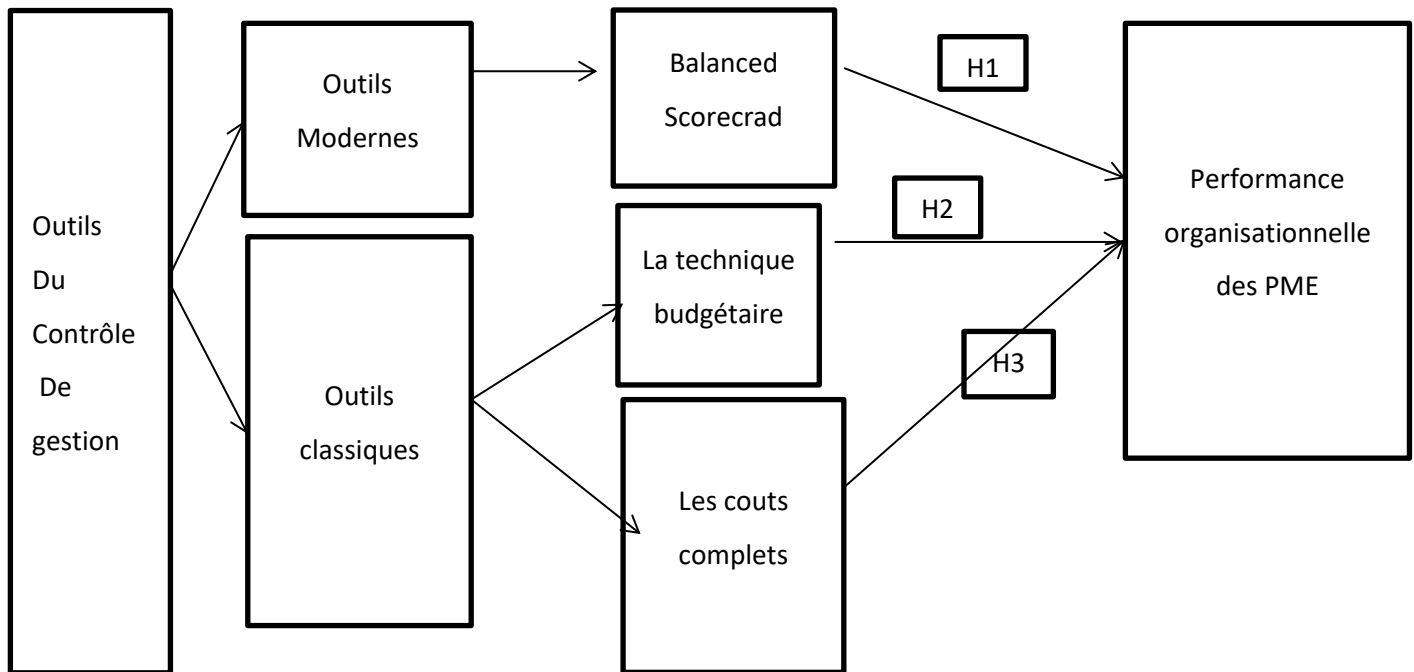 Outils
Du
Contrôle
De
gestion
Outils
Modernes
Outils
classiques
Balanced
Scorecrad
La technique
budgétaire
Les couts
complets
H1
H2
H3
Performance
organisationnelle
des PME